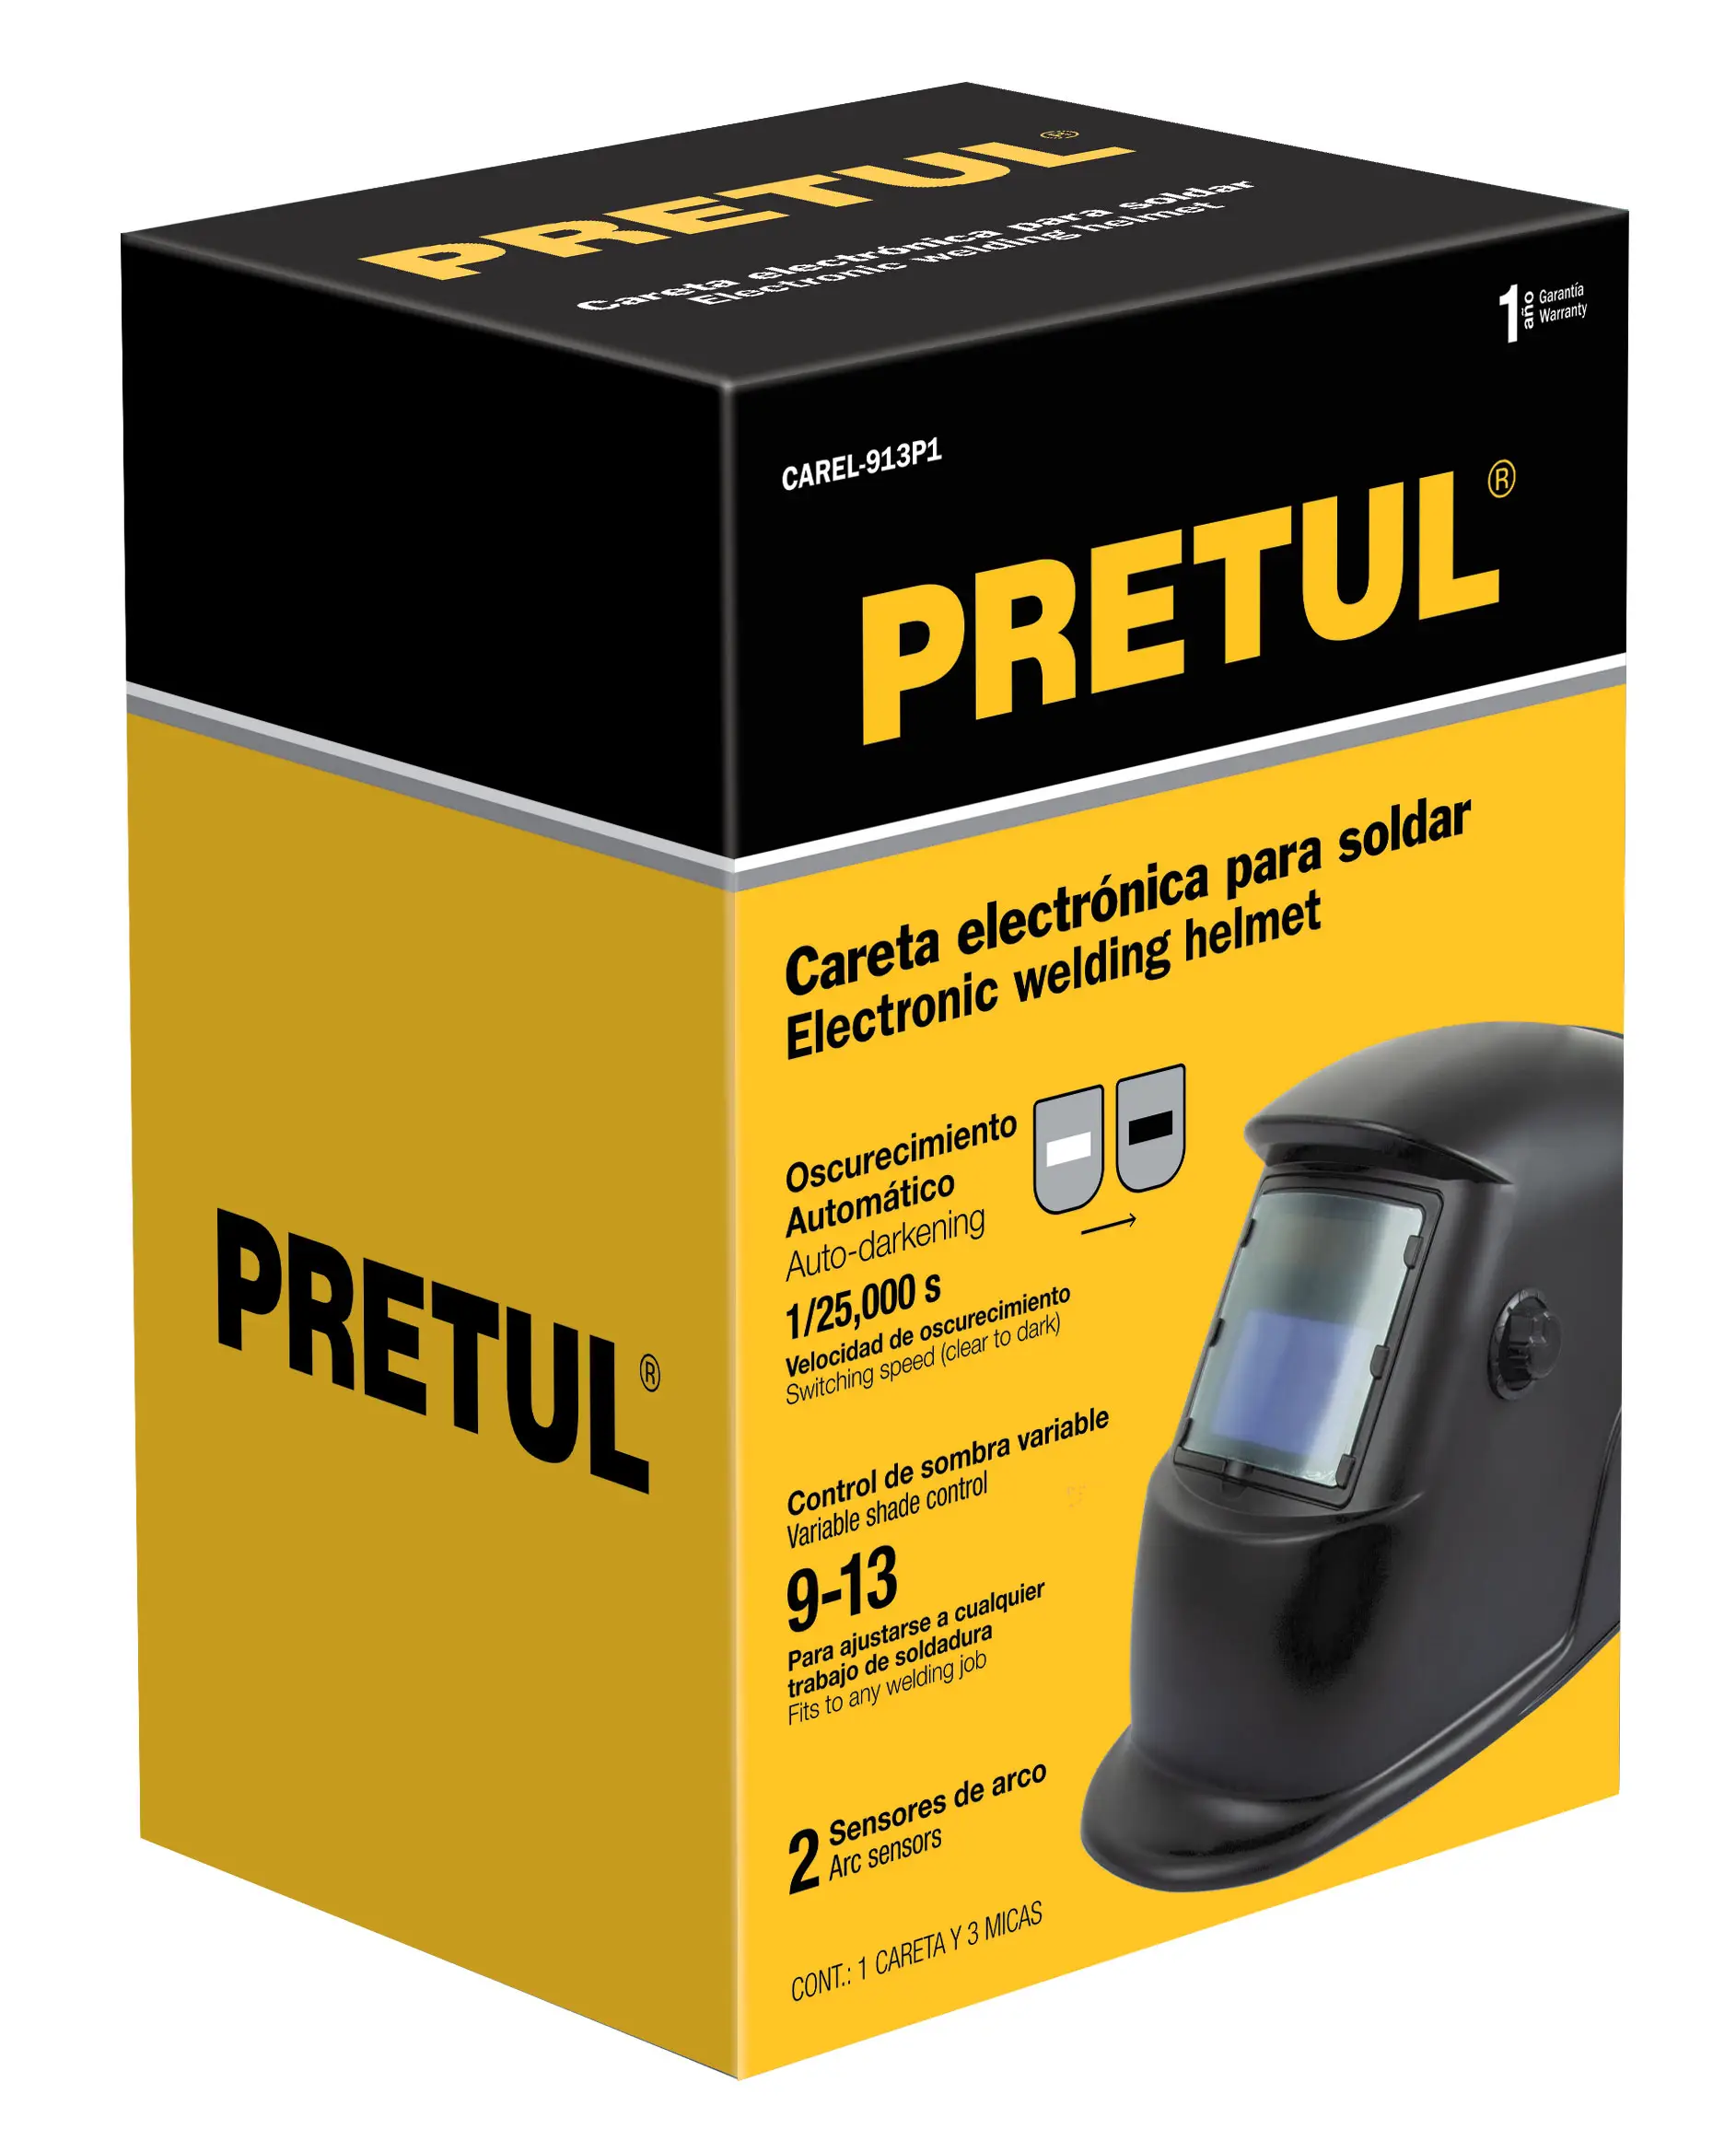 PRETUL®
Careta electrónica para soldar
Electronic welding helmet
1 año Garantía
Warranty
CAREL-913P1
PRETUL®
Careta electrónica para soldar
Electronic welding helmet
Oscurecimiento
Automático
Auto-darkening
1/25,000 s
Velocidad de oscurecimiento
Switching speed (clear to dark)
Control de sombra variable
Variable shade control
9-13
Para ajustarse a cualquier
trabajo de soldadura
Fits to any welding job
2 Sensores de arco
Arc sensors
CONT.: 1 CARETA Y 3 MICAS
PRETUL®